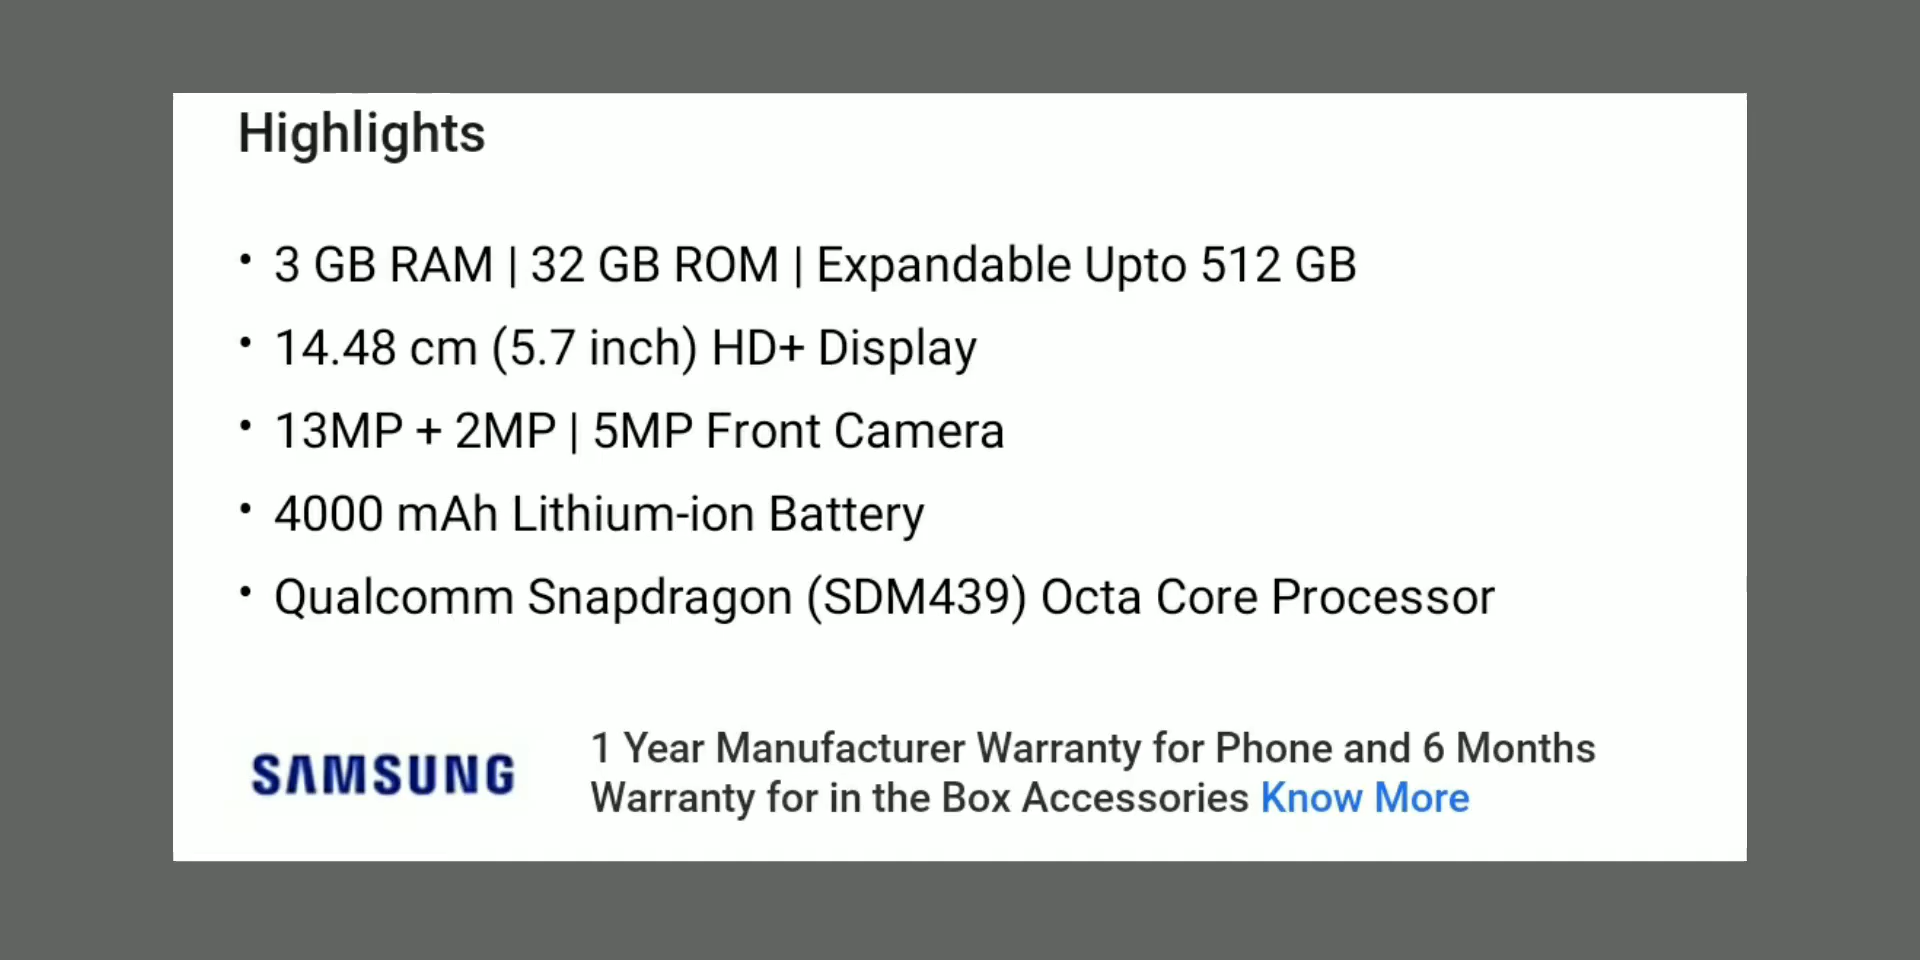 Highlights
• 3 GB RAM | 32 GB ROM | Expandable Upto 512 GB
• 14.48 cm (5.7 inch) HD+ Display
• 13MP + 2MP | 5MP Front Camera
• 4000 mAh Lithium-ion Battery
• Qualcomm Snapdragon (SDM439) Octa Core Processor
SAMSUNG
1 Year Manufacturer Warranty for Phone and 6 Months
Warranty for in the Box Accessories Know More